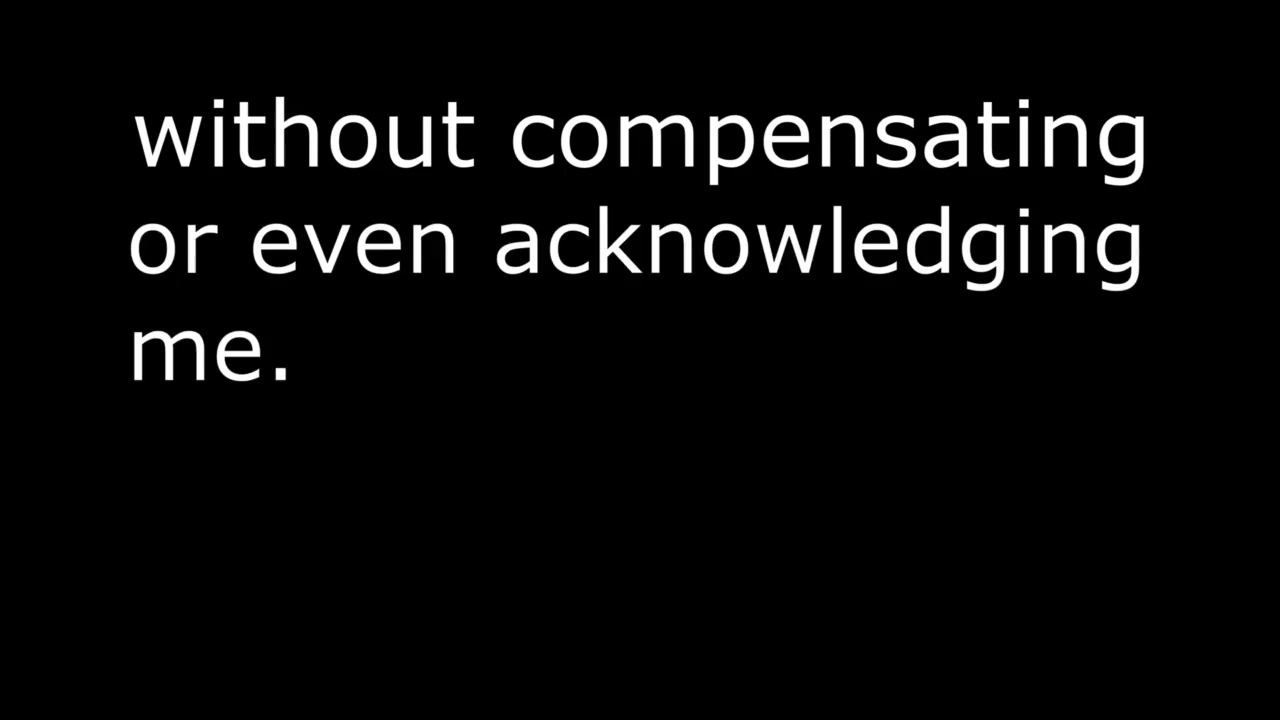 without compensating
or even acknowledging
me.